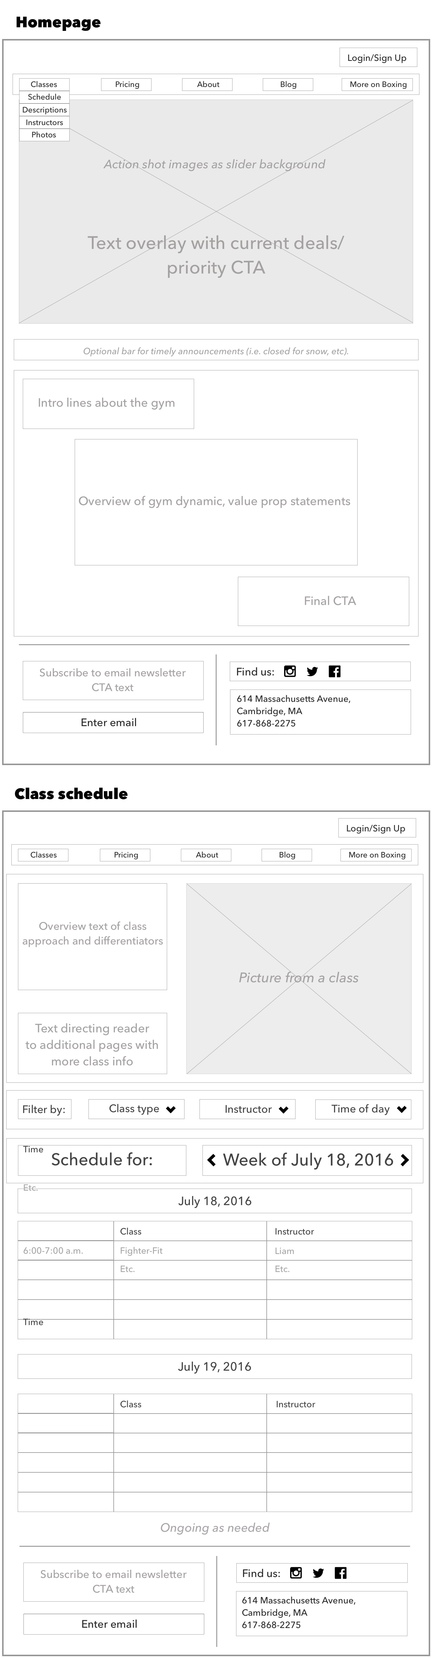 Homepage
Login/Sign Up
Classes
Pricing
About
Blog
More on Boxing
Schedule
Descriptions
Instructors
Photos
Action shot images as slider background
Text overlay with current deals/
priority CTA
Optional bar for timely announcements (i.e. closed for snow, etc).
Intro lines about the gym
Overview of gym dynamic, value prop statements
Final CTA
Subscribe to email newsletter
CTA text
Enter email
Find us:
614 Massachusetts Avenue,
Cambridge, MA
617-868-2275
Class schedule
Login/Sign Up
Classes
Pricing
About
Blog
More on Boxing
Overview text of class
approach and differentiators
Picture from a class
Text directing reader
to additional pages with
more class info
Filter by:
Class type
Instructor
Time of day
Time
Schedule for:
Week of July 18, 2016
Etc.
July 18, 2016
Class
Instructor
6:00-7:00 a.m.
Fighter-Fit
Liam
Etc.
Etc.
Time
July 19, 2016
Class
Instructor
Ongoing as needed
Subscribe to email newsletter
CTA text
Enter email
Find us:
614 Massachusetts Avenue,
Cambridge, MA
617-868-2275